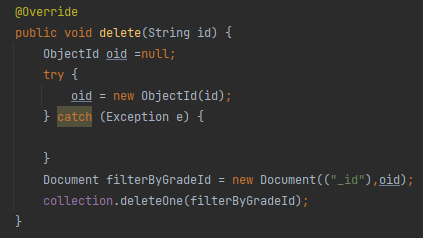 @Override
public void delete(String id) {
    ObjectId oid =null;
    try {
        oid = new ObjectId(id);
    } catch (Exception e) {
    }
    Document filterByGradeId = new Document(("_id"),oid);
    collection.deleteOne(filterByGradeId);
}